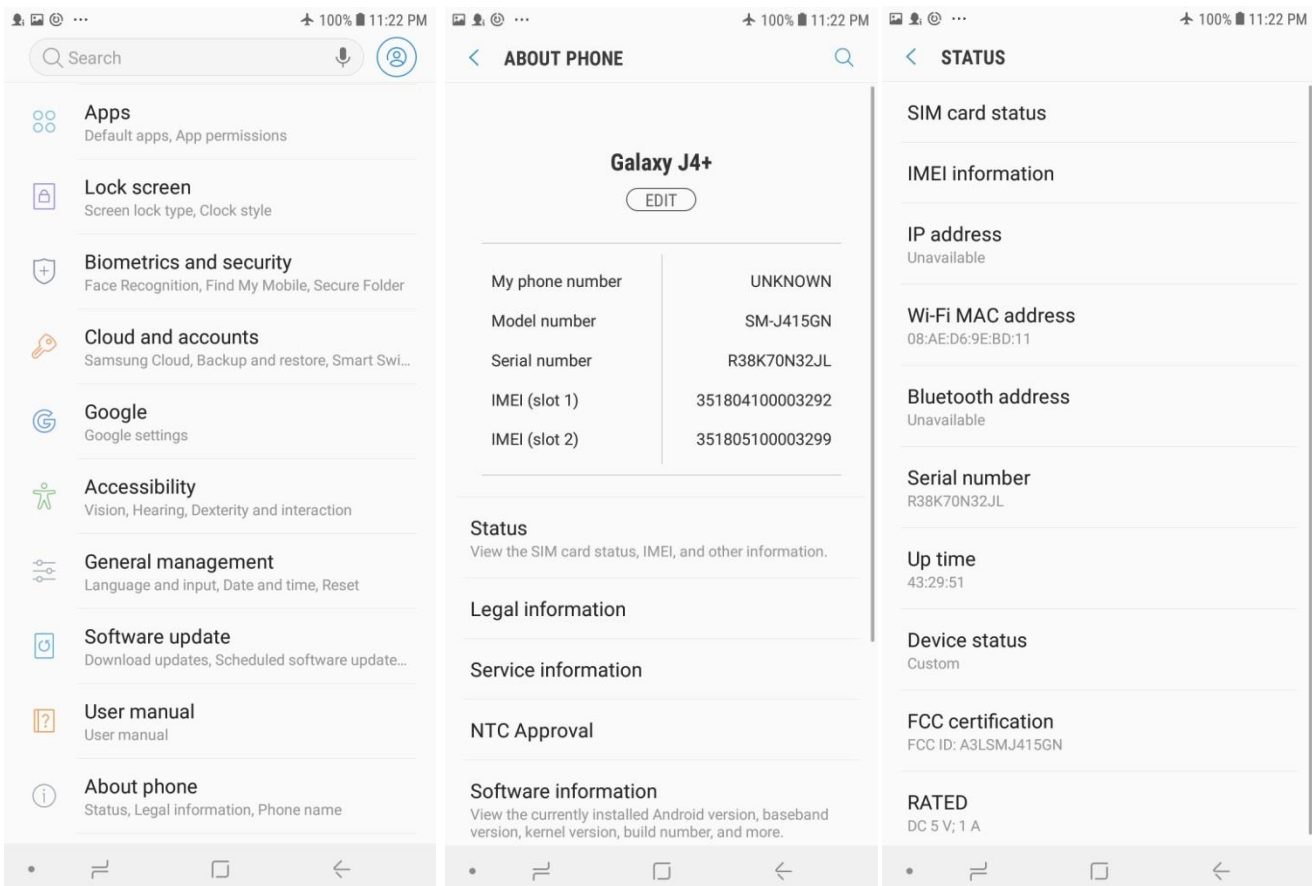 100% 11:22 PM
Search
Apps
Default apps, App permissions
Lock screen
Screen lock type, Clock style
Biometrics and security
Face Recognition, Find My Mobile, Secure Folder
Cloud and accounts
Samsung Cloud, Backup and restore, Smart Swi...
Google
Google settings
Accessibility
Vision, Hearing, Dexterity and interaction
General management
Language and input, Date and time, Reset
Software update
Download updates, Scheduled software update...
User manual
User manual
About phone
Status, Legal information, Phone name
100% 11:22 PM
ABOUT PHONE
Galaxy J4+
EDIT
My phone number UNKNOWN
Model number SM-J415GN
Serial number R38K70N32JL
IMEI (slot 1) 351804100003292
IMEI (slot 2) 351805100003299
Status
View the SIM card status, IMEI, and other information.
Legal information
Service information
NTC Approval
Software information
View the currently installed Android version, baseband
version, kernel version, build number, and more.
100% 11:22 PM
STATUS
SIM card status
IMEI information
IP address
Unavailable
Wi-Fi MAC address
08:AE:D6:9E:BD:11
Bluetooth address
Unavailable
Serial number
R38K70N32JL
Up time
43:29:51
Device status
Custom
FCC certification
FCC ID: A3LSMJ415GN
RATED
DC 5 V; 1 A